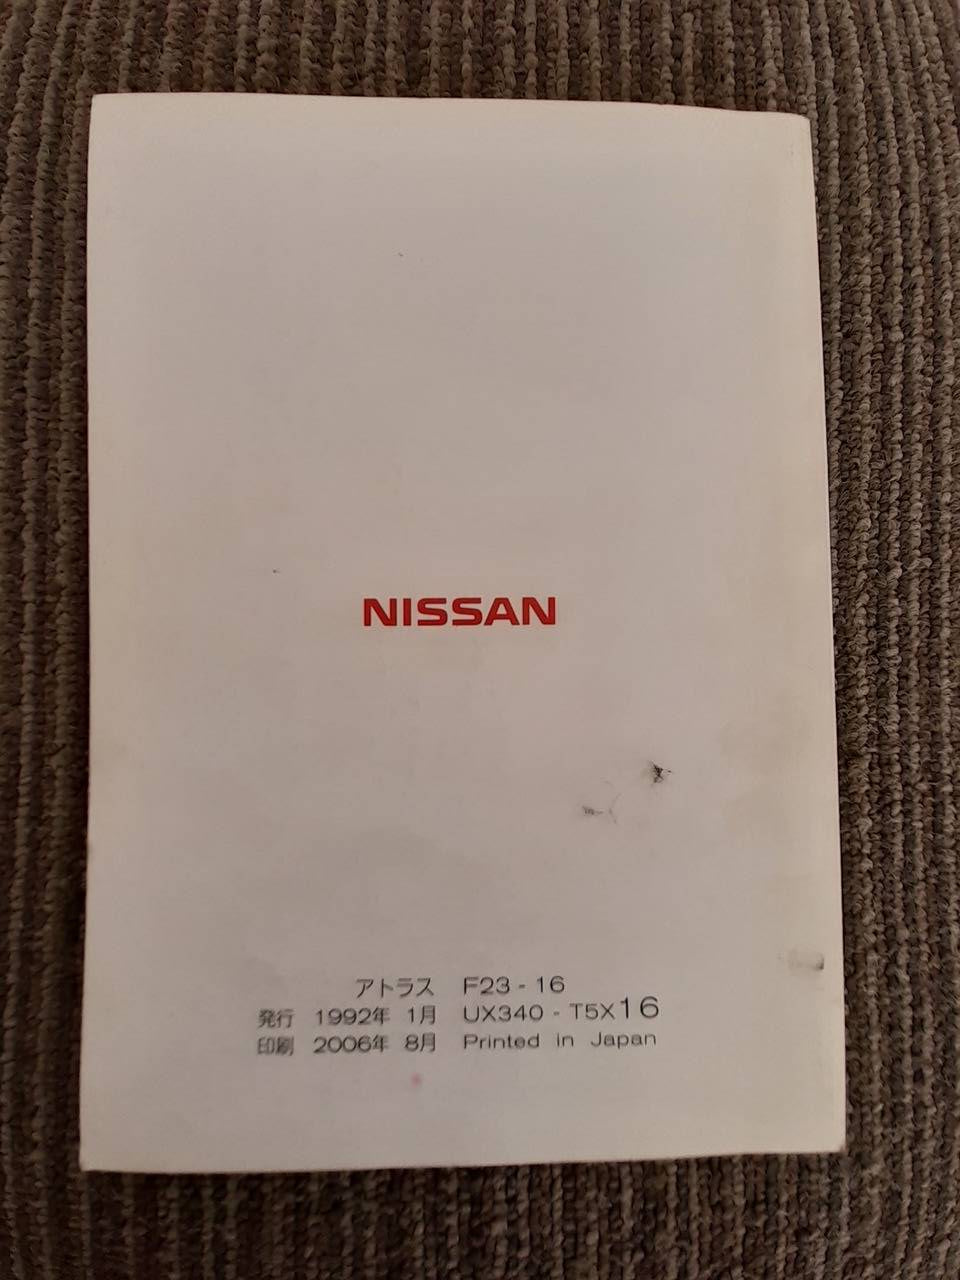 NISSAN
アトラス F23-16
発行 1992年 1月 UX340-T5X16
印刷 2006年 8月 Printed in Japan